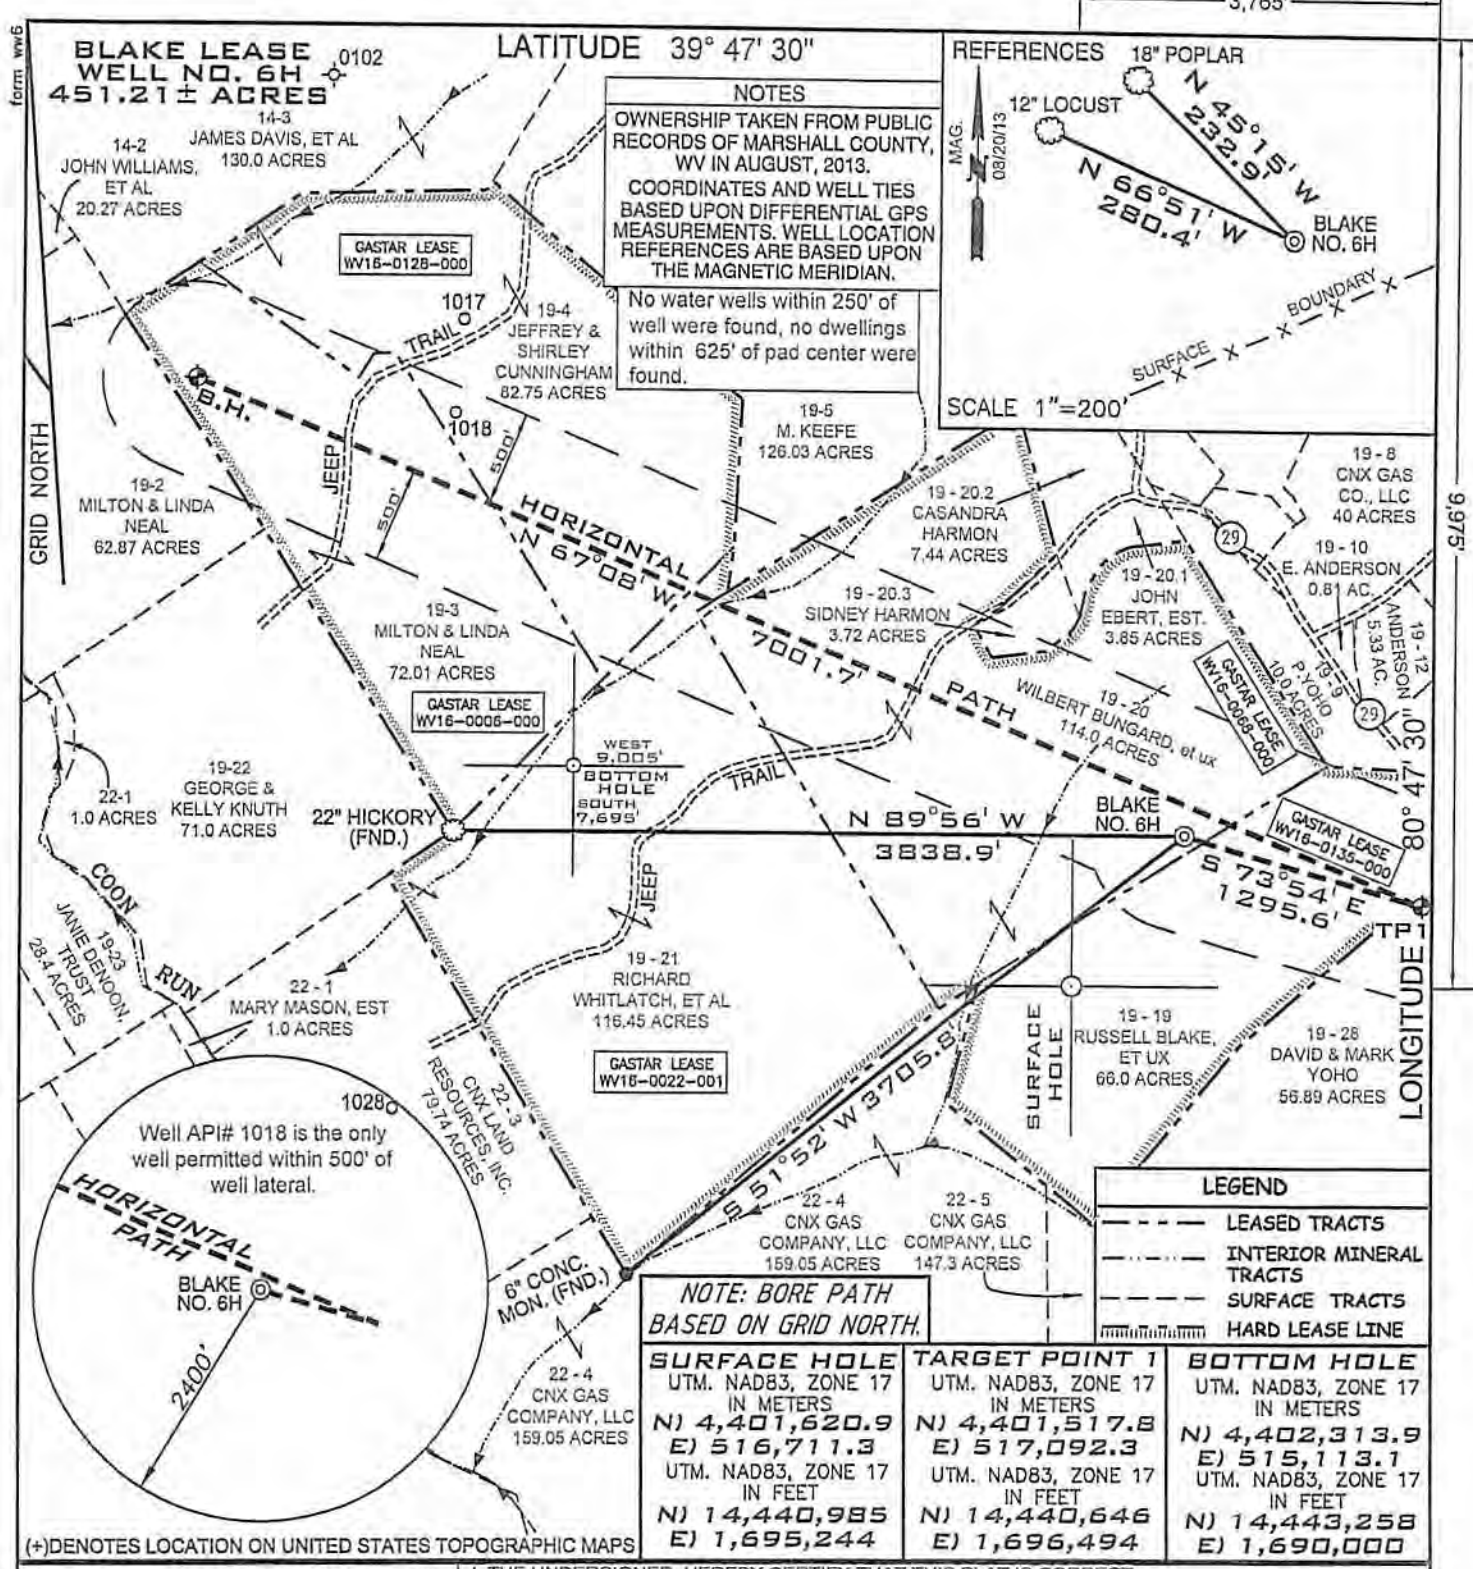 3,765'
form ww6
BLAKE LEASE
WELL NO. 6H
451.21± ACRES
0102
LATITUDE 39° 47' 30"
14-3
JAMES DAVIS, ET AL
130.0 ACRES
14-2
JOHN WILLIAMS,
ET AL
20.27 ACRES
GASTAR LEASE
WV16-0128-000
NOTES
OWNERSHIP TAKEN FROM PUBLIC
RECORDS OF MARSHALL COUNTY,
WV IN AUGUST, 2013.
COORDINATES AND WELL TIES
BASED UPON DIFFERENTIAL GPS
MEASUREMENTS. WELL LOCATION
REFERENCES ARE BASED UPON
THE MAGNETIC MERIDIAN.
No water wells within 250' of
well were found, no dwellings
within 625' of pad center were
found.
REFERENCES
18" POPLAR
12" LOCUST
MAG.
08/20/13
N 45°15' W
232.9'
N 66°51' W
280.4'
BLAKE
NO. 6H
SURFACE
BOUNDARY
SCALE 1"=200'
6,975'
GRID NORTH
1017
TRAIL
19-4
JEFFREY &
SHIRLEY
CUNNINGHAM
82.75 ACRES
B.H.
1018
500'
500'
JEEP
19-5
M. KEEFE
126.03 ACRES
19-2
MILTON & LINDA
NEAL
62.87 ACRES
HORIZONTAL
N 67°08' W
7001.7'
PATH
19 - 20.2
CASANDRA
HARMON
7.44 ACRES
19 - 8
CNX GAS
CO., LLC
40 ACRES
29
19 - 10
E. ANDERSON
0.81 AC.
19 - 12
ANDERSON
5.33 AC.
19 - 20.1
JOHN
EBERT, EST.
3.85 ACRES
19 - 20.3
SIDNEY HARMON
3.72 ACRES
19-3
MILTON & LINDA
NEAL
72.01 ACRES
GASTAR LEASE
WV16-0006-000
19 - 9
P. YOHO
10.0 ACRES
29
GASTAR LEASE
WV16-0068-000
19 - 20
WILBERT BUNGARD, et ux
114.0 ACRES
WEST
9,005'
BOTTOM
HOLE
SOUTH
7,695'
TRAIL
22-1
1.0 ACRES
19-22
GEORGE &
KELLY KNUTH
71.0 ACRES
22" HICKORY
(FND.)
N 89°56' W
3838.9'
BLAKE
NO. 6H
GASTAR LEASE
WV16-0135-000
S 73°54' E
1295.6'
TP1
LONGITUDE 80° 47' 30"
COON
RUN
19-23
JANIE DENOON,
TRUST
28.4 ACRES
JEEP
22 - 1
MARY MASON, EST
1.0 ACRES
19 - 21
RICHARD
WHITLATCH, ET AL
116.45 ACRES
GASTAR LEASE
WV16-0022-001
SURFACE
HOLE
19 - 19
RUSSELL BLAKE,
ET UX
66.0 ACRES
19 - 28
DAVID & MARK
YOHO
56.89 ACRES
S 51°52' W 3705.8'
22 - 3
CNX LAND
RESOURCES, INC.
79.74 ACRES
1028
Well API# 1018 is the only
well permitted within 500' of
well lateral.
HORIZONTAL
PATH
BLAKE
NO. 6H
2400'
6" CONC.
MON. (FND.)
22 - 4
CNX GAS
COMPANY, LLC
159.05 ACRES
22 - 5
CNX GAS
COMPANY, LLC
147.3 ACRES
22 - 4
CNX GAS
COMPANY, LLC
159.05 ACRES
LEGEND
LEASED TRACTS
INTERIOR MINERAL
TRACTS
SURFACE TRACTS
HARD LEASE LINE
NOTE: BORE PATH
BASED ON GRID NORTH.
SURFACE HOLE
UTM. NAD83, ZONE 17
IN METERS
N) 4,401,620.9
E) 516,711.3
UTM. NAD83, ZONE 17
IN FEET
N) 14,440,985
E) 1,695,244
TARGET POINT 1
UTM. NAD83, ZONE 17
IN METERS
N) 4,401,517.8
E) 517,092.3
UTM. NAD83, ZONE 17
IN FEET
N) 14,440,646
E) 1,696,494
BOTTOM HOLE
UTM. NAD83, ZONE 17
IN METERS
N) 4,402,313.9
E) 515,113.1
UTM. NAD83, ZONE 17
IN FEET
N) 14,443,258
E) 1,690,000
(+)DENOTES LOCATION ON UNITED STATES TOPOGRAPHIC MAPS